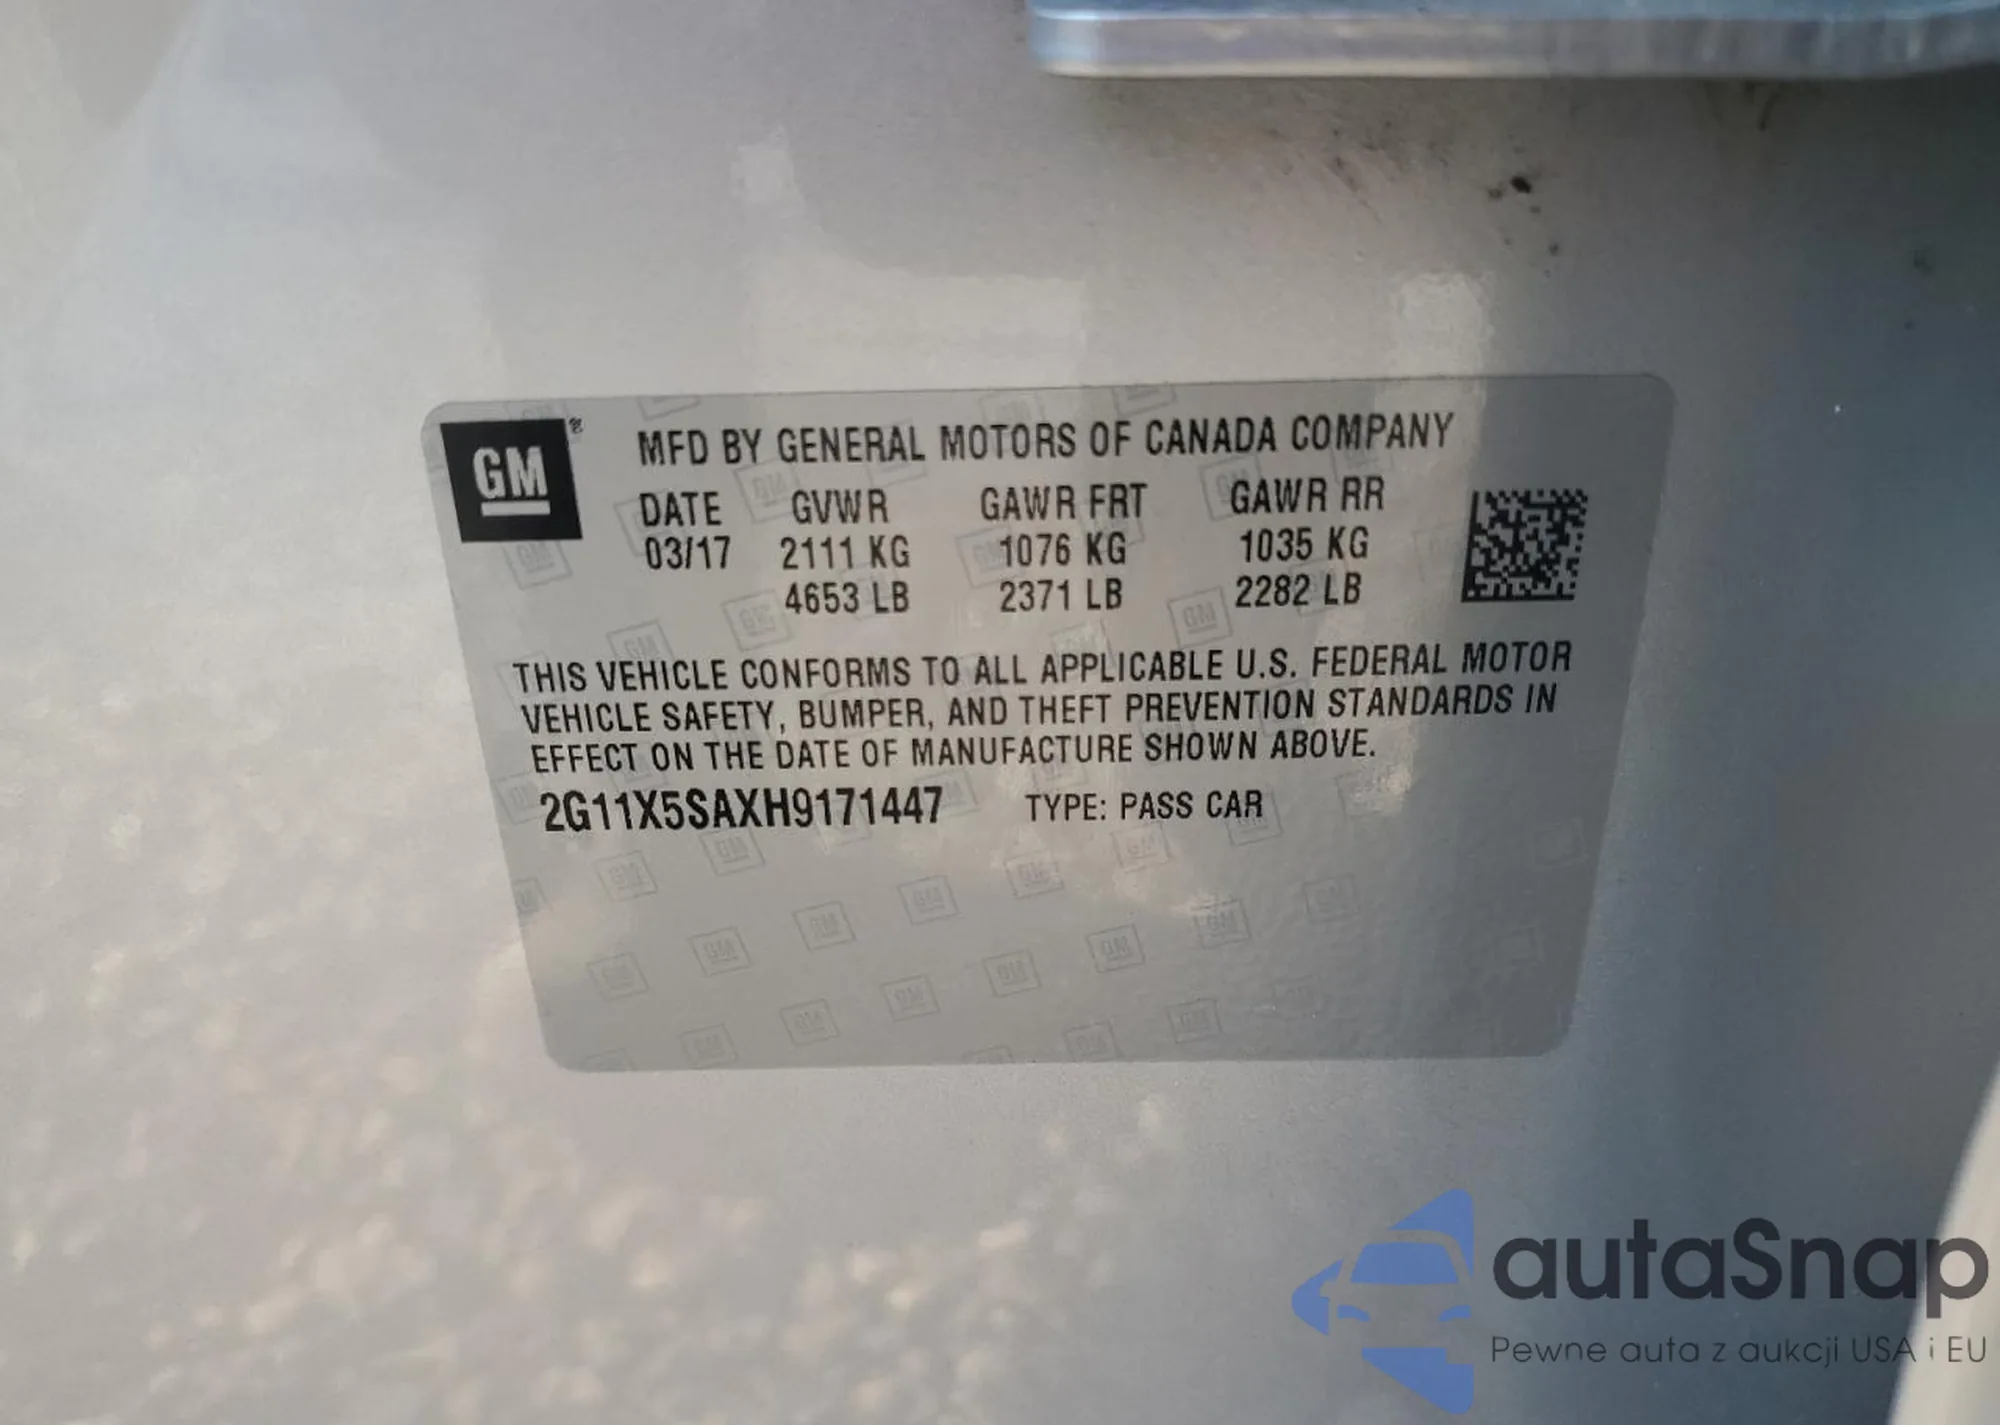 GM®
MFD BY GENERAL MOTORS OF CANADA COMPANY
DATE GVWR GAWR FRT GAWR RR
03/17 2111 KG 1076 KG 1035 KG
4653 LB 2371 LB 2282 LB
THIS VEHICLE CONFORMS TO ALL APPLICABLE U.S. FEDERAL MOTOR
VEHICLE SAFETY, BUMPER, AND THEFT PREVENTION STANDARDS IN
EFFECT ON THE DATE OF MANUFACTURE SHOWN ABOVE.
2G11X5SAXH9171447 TYPE: PASS CAR
autaSnap
Pewne auta z aukcji USA i EU